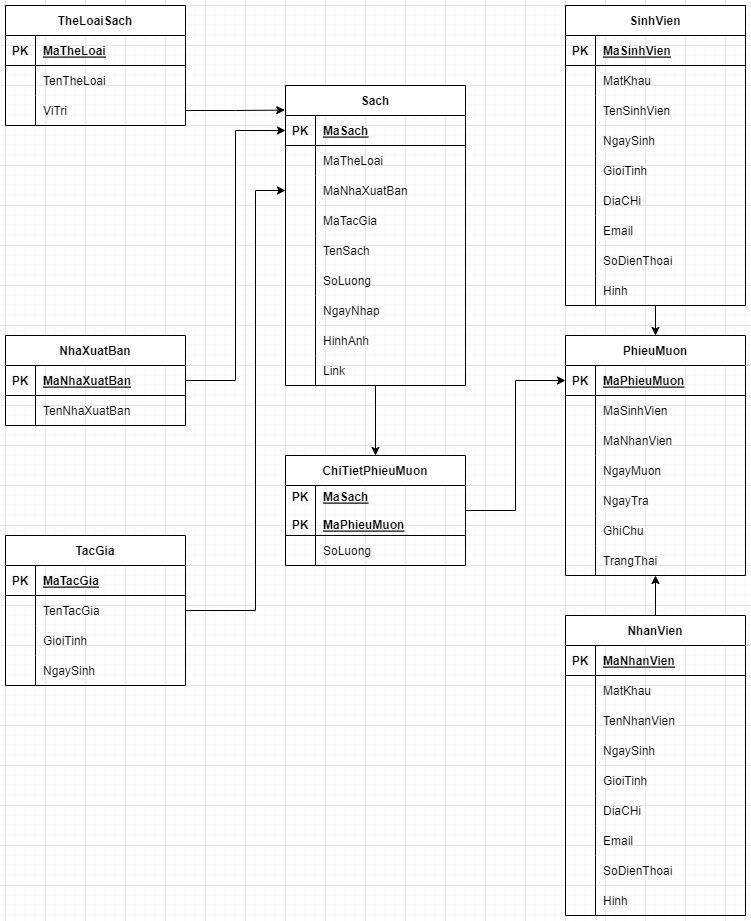 TheLoaiSach
PK MaTheLoai
TenTheLoai
ViTri
NhaXuatBan
PK MaNhaXuatBan
TenNhaXuatBan
TacGia
PK MaTacGia
TenTacGia
GioiTinh
NgaySinh
Sach
PK MaSach
MaTheLoai
MaNhaXuatBan
MaTacGia
TenSach
SoLuong
NgayNhap
HinhAnh
Link
ChiTietPhieuMuon
PK MaSach
PK MaPhieuMuon
SoLuong
SinhVien
PK MaSinhVien
MatKhau
TenSinhVien
NgaySinh
GioiTinh
DiaCHi
Email
SoDienThoai
Hinh
PhieuMuon
PK MaPhieuMuon
MaSinhVien
MaNhanVien
NgayMuon
NgayTra
GhiChu
TrangThai
NhanVien
PK MaNhanVien
MatKhau
TenNhanVien
NgaySinh
GioiTinh
DiaCHi
Email
SoDienThoai
Hinh